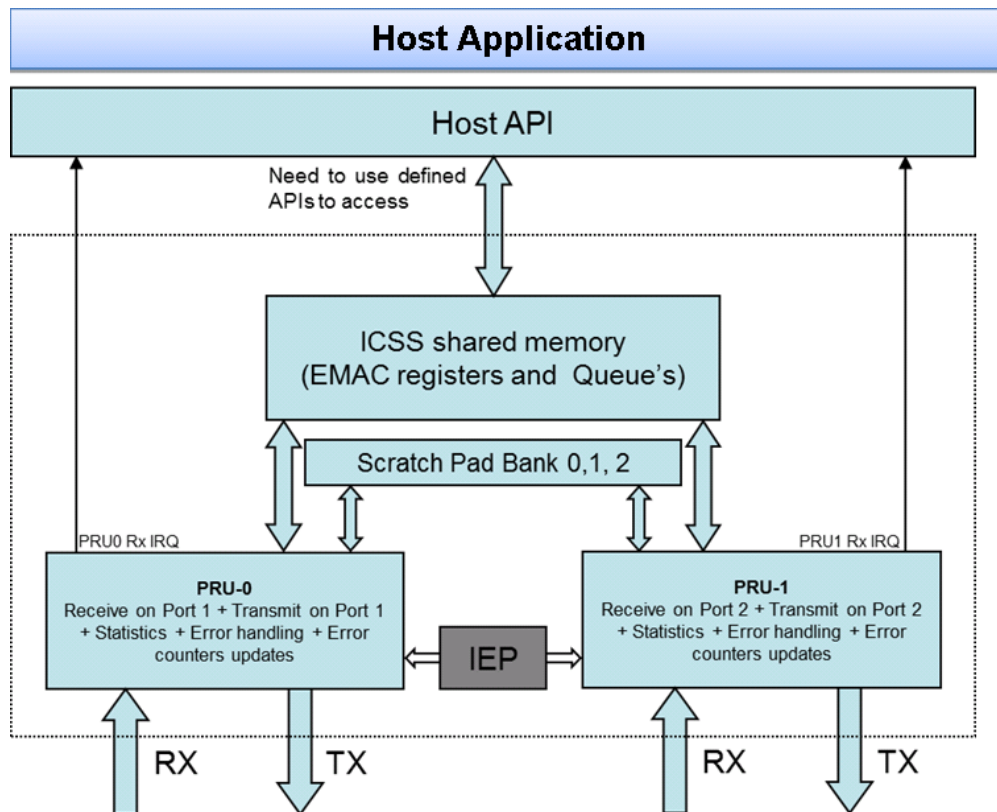 Host Application
Host API
Need to use defined
APIs to access
ICSS shared memory
(EMAC registers and Queue's)
Scratch Pad Bank 0,1, 2
PRU0 Rx IRQ
PRU1 Rx IRQ
PRU-0
Receive on Port 1 + Transmit on Port 1
+ Statistics + Error handling + Error
counters updates
IEP
PRU-1
Receive on Port 2 + Transmit on Port 2
+ Statistics + Error handling + Error
counters updates
RX
TX
RX
TX